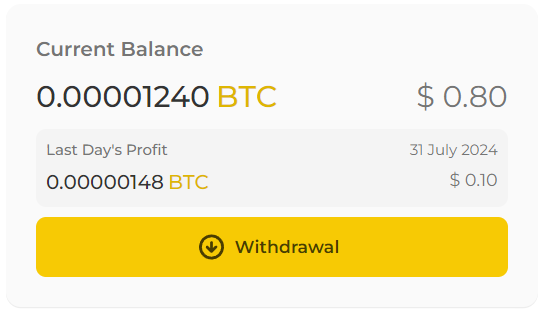 Current Balance
0.00001240 BTC $ 0.80
Last Day's Profit 31 July 2024
0.00000148 BTC $ 0.10
Withdrawal